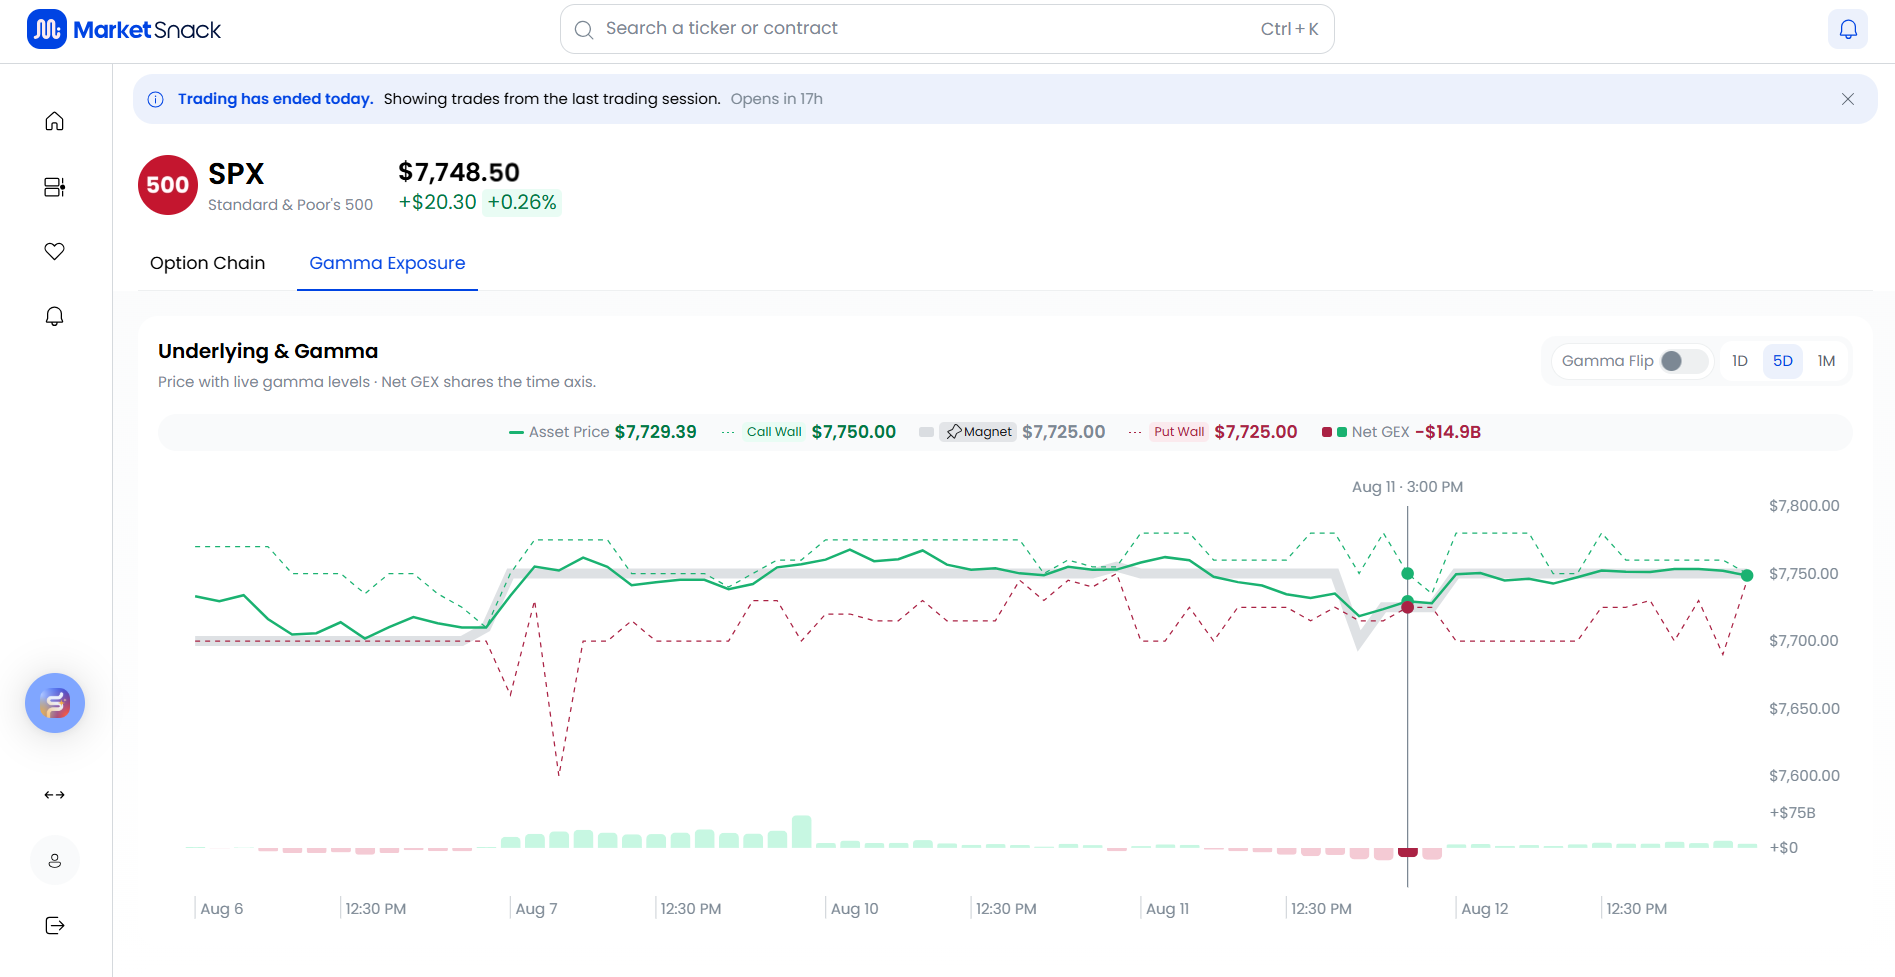 MarketSnack
Search a ticker or contract
Ctrl + K
Trading has ended today. Showing trades from the last trading session. Opens in 17h
500
SPX
Standard & Poor's 500
$7,748.50
+$20.30 +0.26%
Option Chain
Gamma Exposure
Underlying & Gamma
Price with live gamma levels · Net GEX shares the time axis.
Gamma Flip
1D
5D
1M
Asset Price $7,729.39
Call Wall $7,750.00
Magnet $7,725.00
Put Wall $7,725.00
Net GEX -$14.9B
Aug 11 · 3:00 PM
$7,800.00
$7,750.00
$7,700.00
$7,650.00
$7,600.00
+$75B
+$0
Aug 6
12:30 PM
Aug 7
12:30 PM
Aug 10
12:30 PM
Aug 11
12:30 PM
Aug 12
12:30 PM